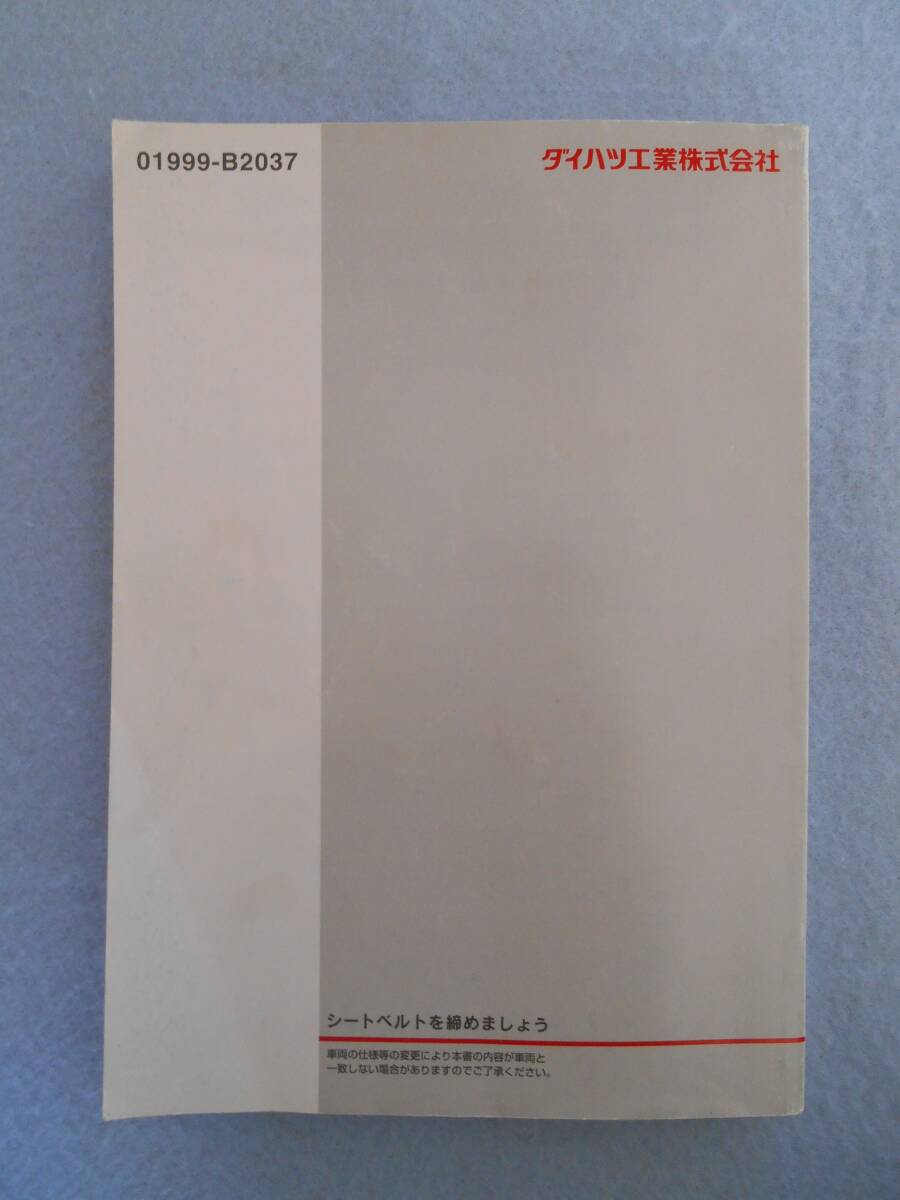 01999-B2037
ダイハツ工業株式会社
シートベルトを締めましょう
車両の仕様等の変更により本書の内容が車両と
一致しない場合がありますのでご了承ください。